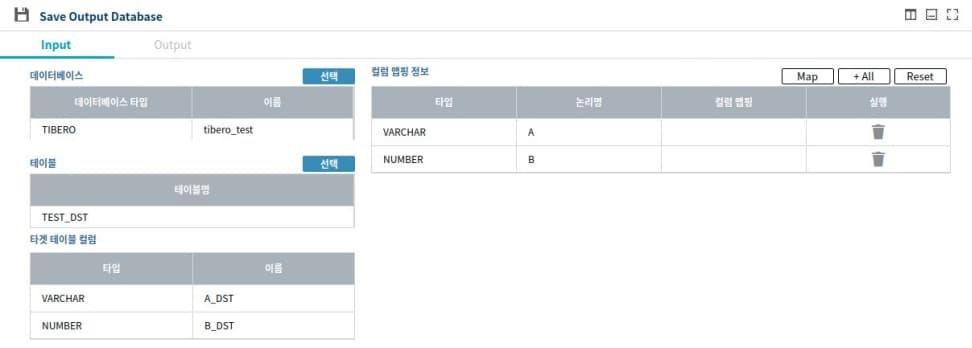 Save Output Database
Input Output
데이터베이스 선택
데이터베이스 타입 이름
TIBERO tibero_test
테이블 선택
테이블명
TEST_DST
타겟 테이블 컬럼
타입 이름
VARCHAR A_DST
NUMBER B_DST
컬럼 맵핑 정보 Map + All Reset
타입 논리명 컬럼 맵핑 실행
VARCHAR A
NUMBER B